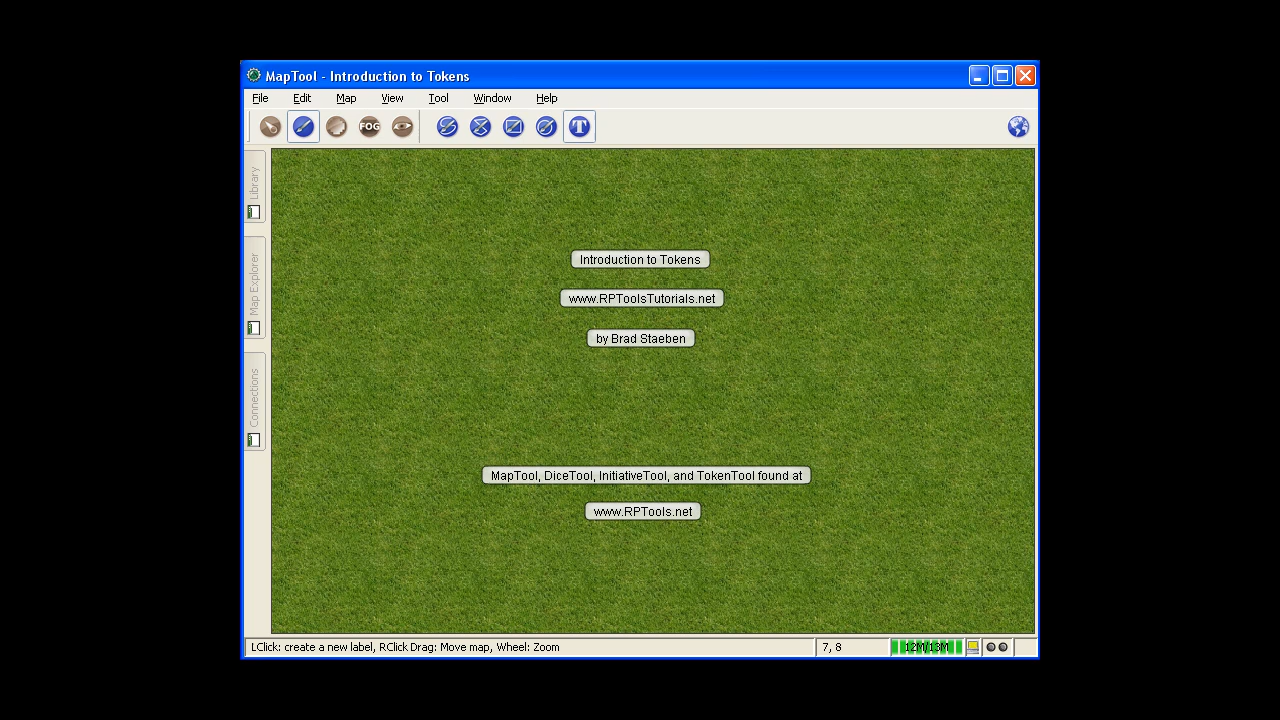 MapTool - Introduction to Tokens
File Edit Map View Tool Window Help
FOG T
Library
Map Explorer
Connections
Introduction to Tokens
www.RPToolsTutorials.net
by Brad Staeben
MapTool, DiceTool, InitiativeTool, and TokenTool found at
www.RPTools.net
LClick: create a new label, RClick Drag: Move map, Wheel: Zoom 7, 8 12M/13M